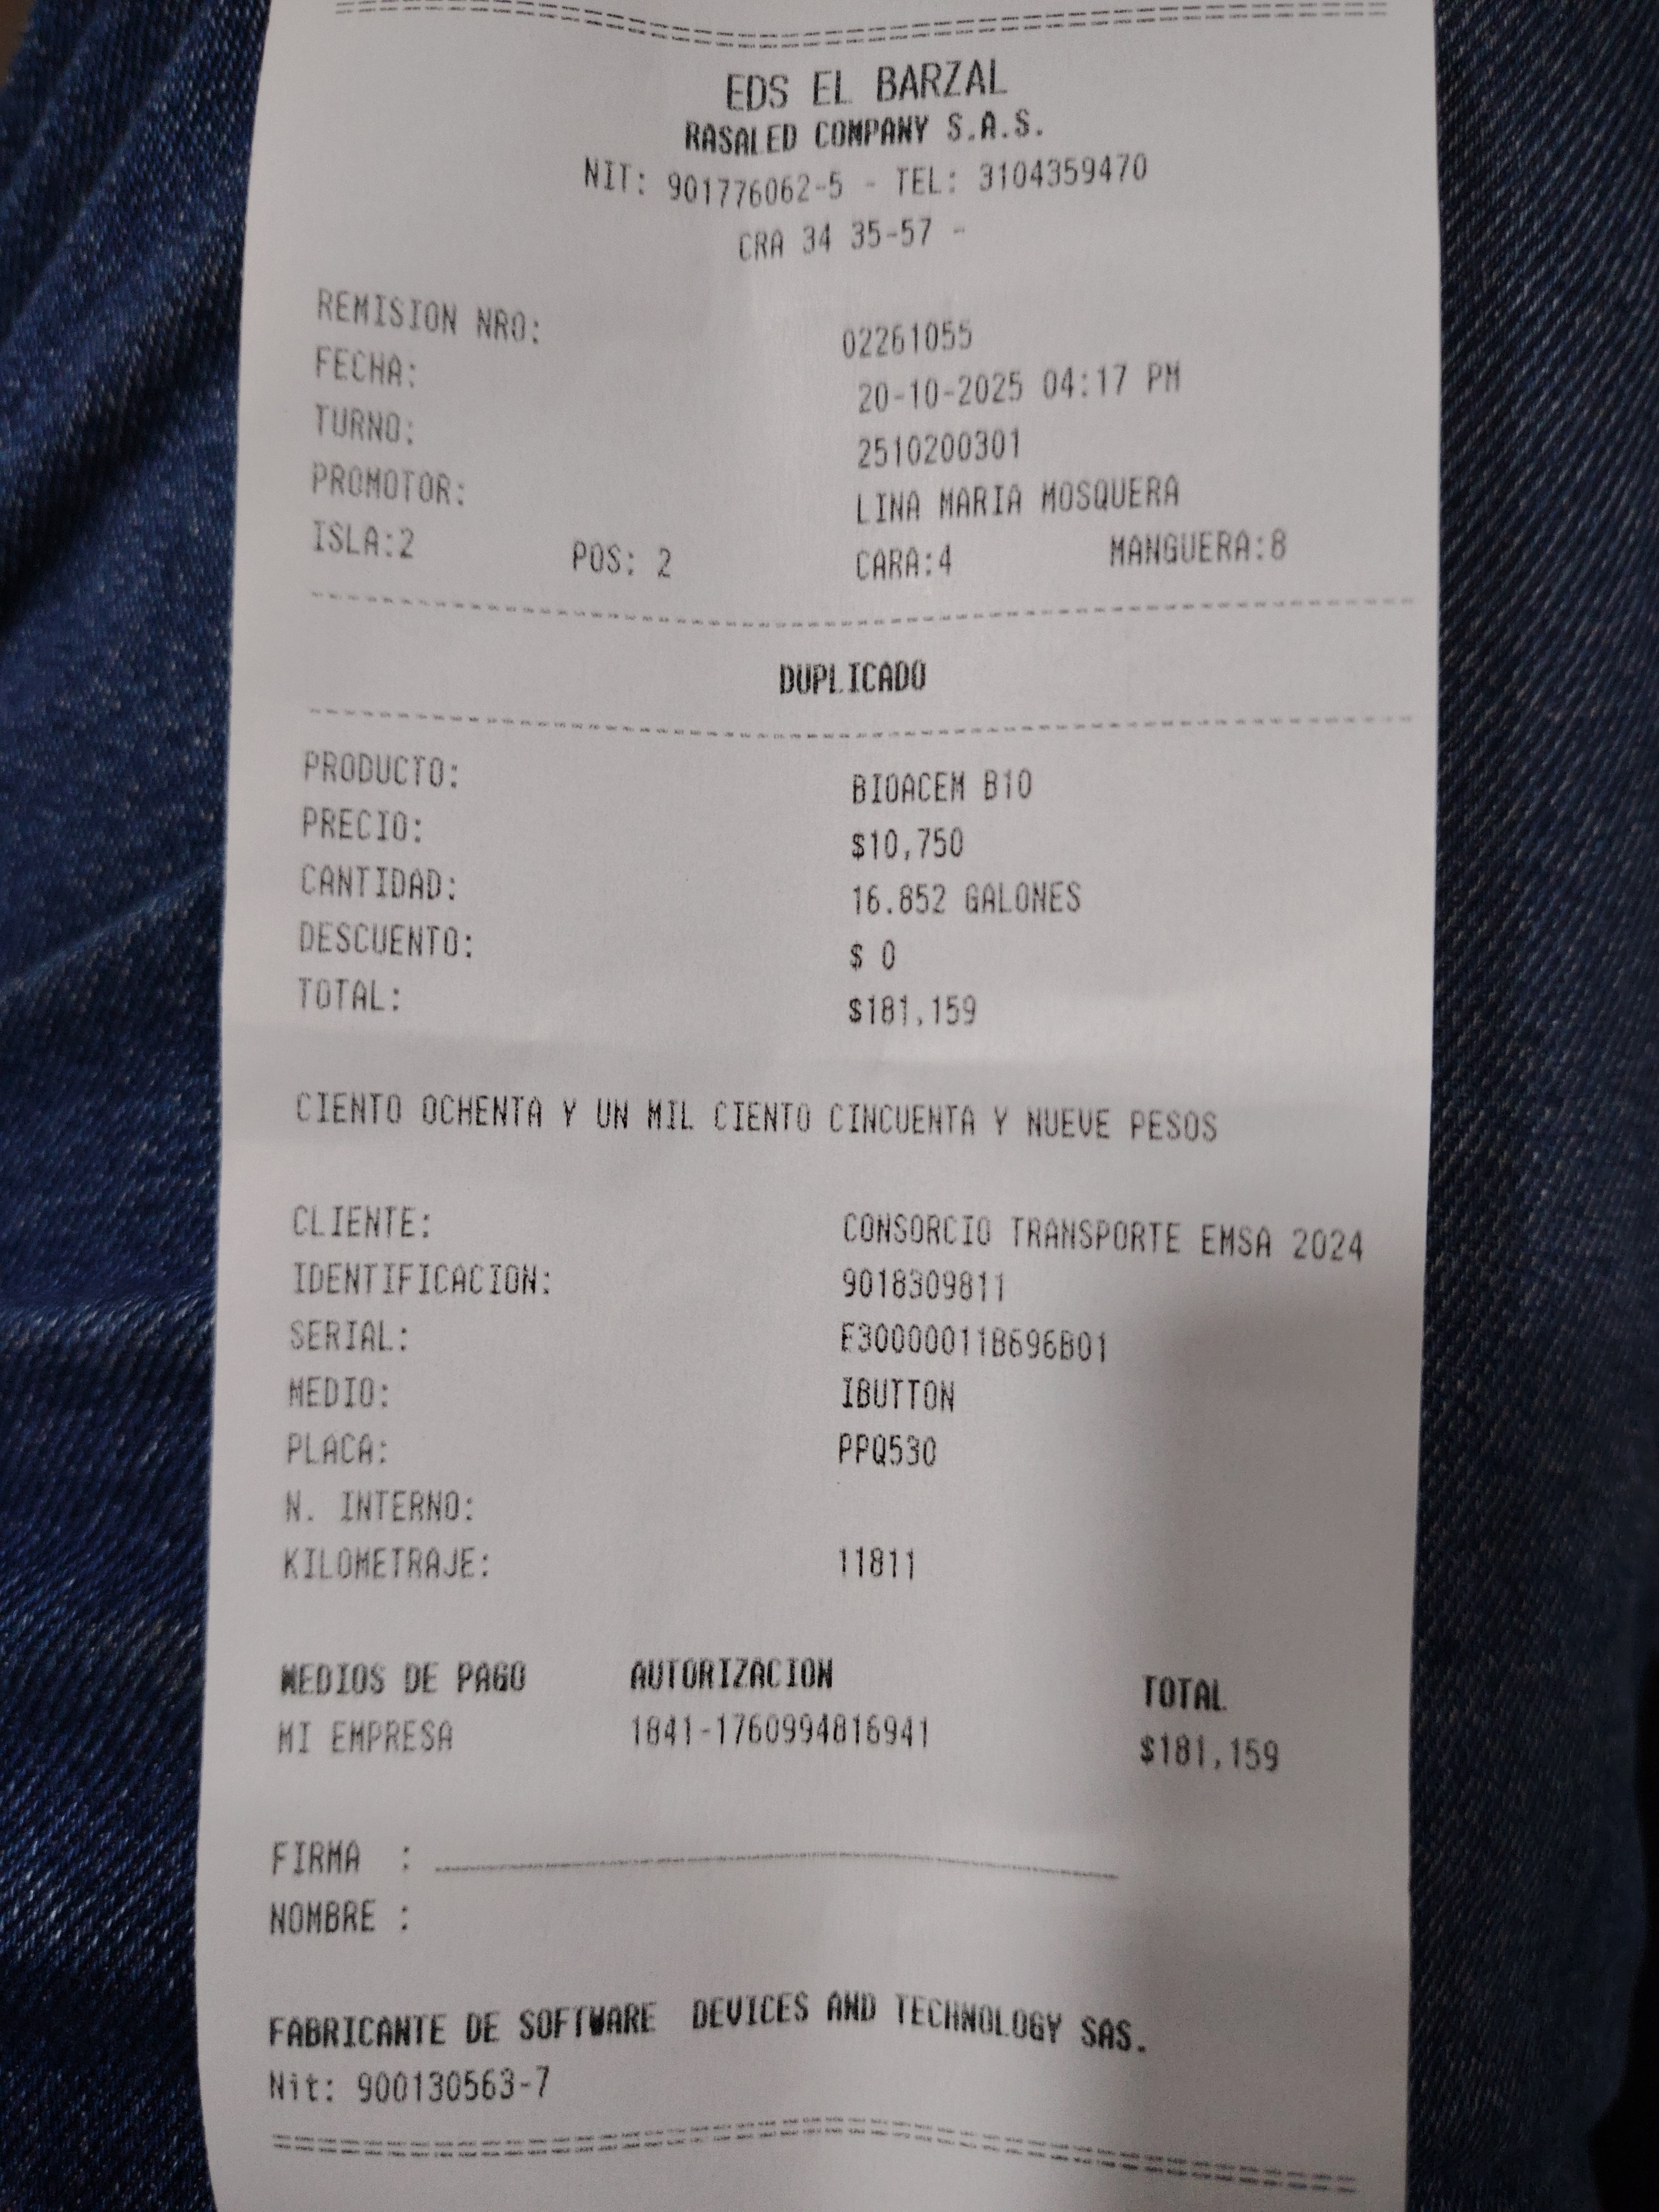 EDS EL BARZAL
RASALED COMPANY S.A.S.
NIT: 901776062-5 - TEL: 3104359470
CRA 34 35-57 -
REMISION NRO: 02261055
FECHA: 20-10-2025 04:17 PM
TURNO: 2510200301
PROMOTOR: LINA MARIA MOSQUERA
ISLA:2 POS: 2 CARA:4 MANGUERA:8
DUPLICADO
PRODUCTO: BIOACEM B10
PRECIO: $10,750
CANTIDAD: 16.852 GALONES
DESCUENTO: $ 0
TOTAL: $181,159
CIENTO OCHENTA Y UN MIL CIENTO CINCUENTA Y NUEVE PESOS
CLIENTE: CONSORCIO TRANSPORTE EMSA 2024
IDENTIFICACION: 9018309811
SERIAL: E30000011B696B01
MEDIO: IBUTTON
PLACA: PPQ530
N. INTERNO:
KILOMETRAJE: 11811
MEDIOS DE PAGO AUTORIZACION TOTAL
MI EMPRESA 1841-1760994816941 $181,159
FIRMA :
NOMBRE :
FABRICANTE DE SOFTWARE DEVICES AND TECHNOLOGY SAS.
Nit: 900130563-7